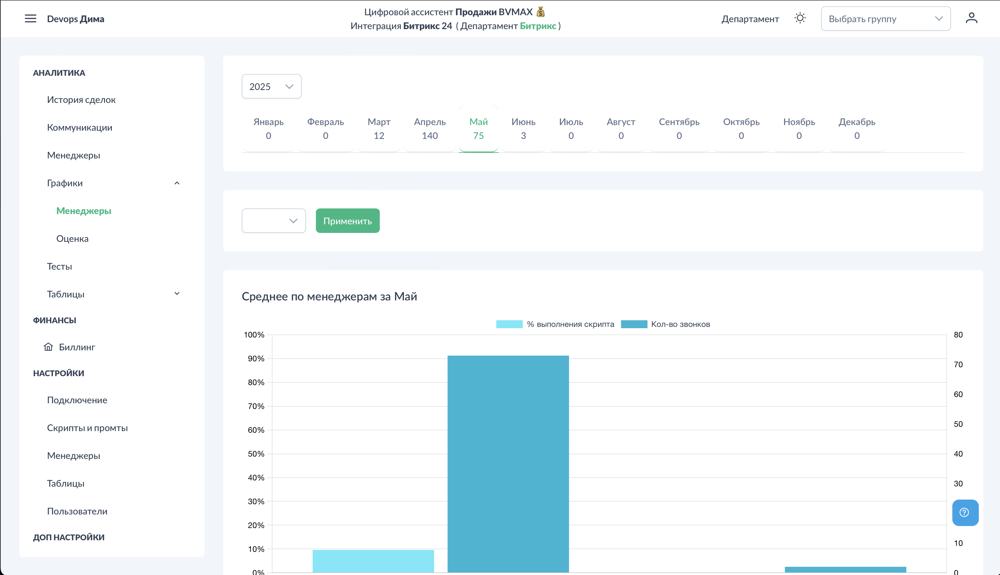 Devops Дима
Цифровой ассистент Продажи BVMAX 💰
Интеграция Битрикс 24 ( Департамент Битрикс )
Департамент
Выбрать группу
АНАЛИТИКА
История сделок
Коммуникации
Менеджеры
Графики
Менеджеры
Оценка
Тесты
Таблицы
ФИНАНСЫ
Биллинг
НАСТРОЙКИ
Подключение
Скрипты и промты
Менеджеры
Таблицы
Пользователи
ДОП НАСТРОЙКИ
2025
Январь Февраль Март Апрель Май Июнь Июль Август Сентябрь Октябрь Ноябрь Декабрь
0 0 12 140 75 3 0 0 0 0 0 0
Применить
Среднее по менеджерам за Май
% выполнения скрипта Кол-во звонков
100%
90%
80%
70%
60%
50%
40%
30%
20%
10%
0%
80
70
60
50
40
30
10
0
?